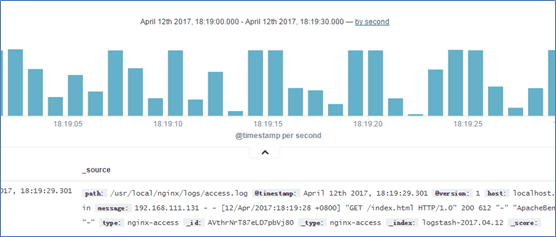 April 12th 2017, 18:19:00.000 - April 12th 2017, 18:19:30.000 — by second
18:19:05 18:19:10 18:19:15 18:19:20 18:19:25
@timestamp per second
_source
2017, 18:19:29.301 path: /usr/local/nginx/logs/access.log @timestamp: April 12th 2017, 18:19:29.301 @version: 1 host: localhost.
in message: 192.168.111.131 - - [12/Apr/2017:18:19:28 +0800] "GET /index.html HTTP/1.0" 200 612 "-" "ApacheBen
"-" type: nginx-access _id: AVthrNrT87eLD7pbVj80 _type: nginx-access _index: logstash-2017.04.12 _score: